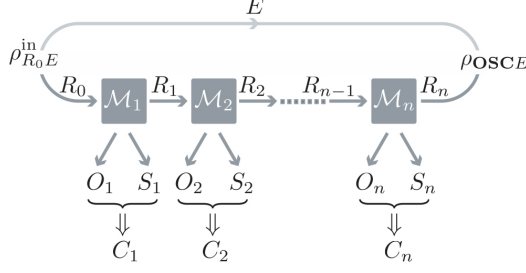 E
ρ^in_{R_0E}
ρ_{OSCE}
R_0 M_1 R_1 M_2 R_2 R_{n−1} M_n R_n
O_1 S_1 O_2 S_2 O_n S_n
C_1 C_2 C_n